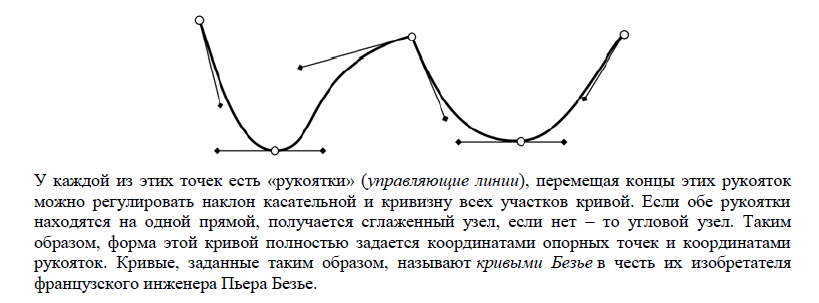 У каждой из этих точек есть «рукоятки» (управляющие линии), перемещая концы этих рукояток
можно регулировать наклон касательной и кривизну всех участков кривой. Если обе рукоятки
находятся на одной прямой, получается сглаженный узел, если нет – то угловой узел. Таким
образом, форма этой кривой полностью задается координатами опорных точек и координатами
рукояток. Кривые, заданные таким образом, называют кривыми Безье в честь их изобретателя
французского инженера Пьера Безье.